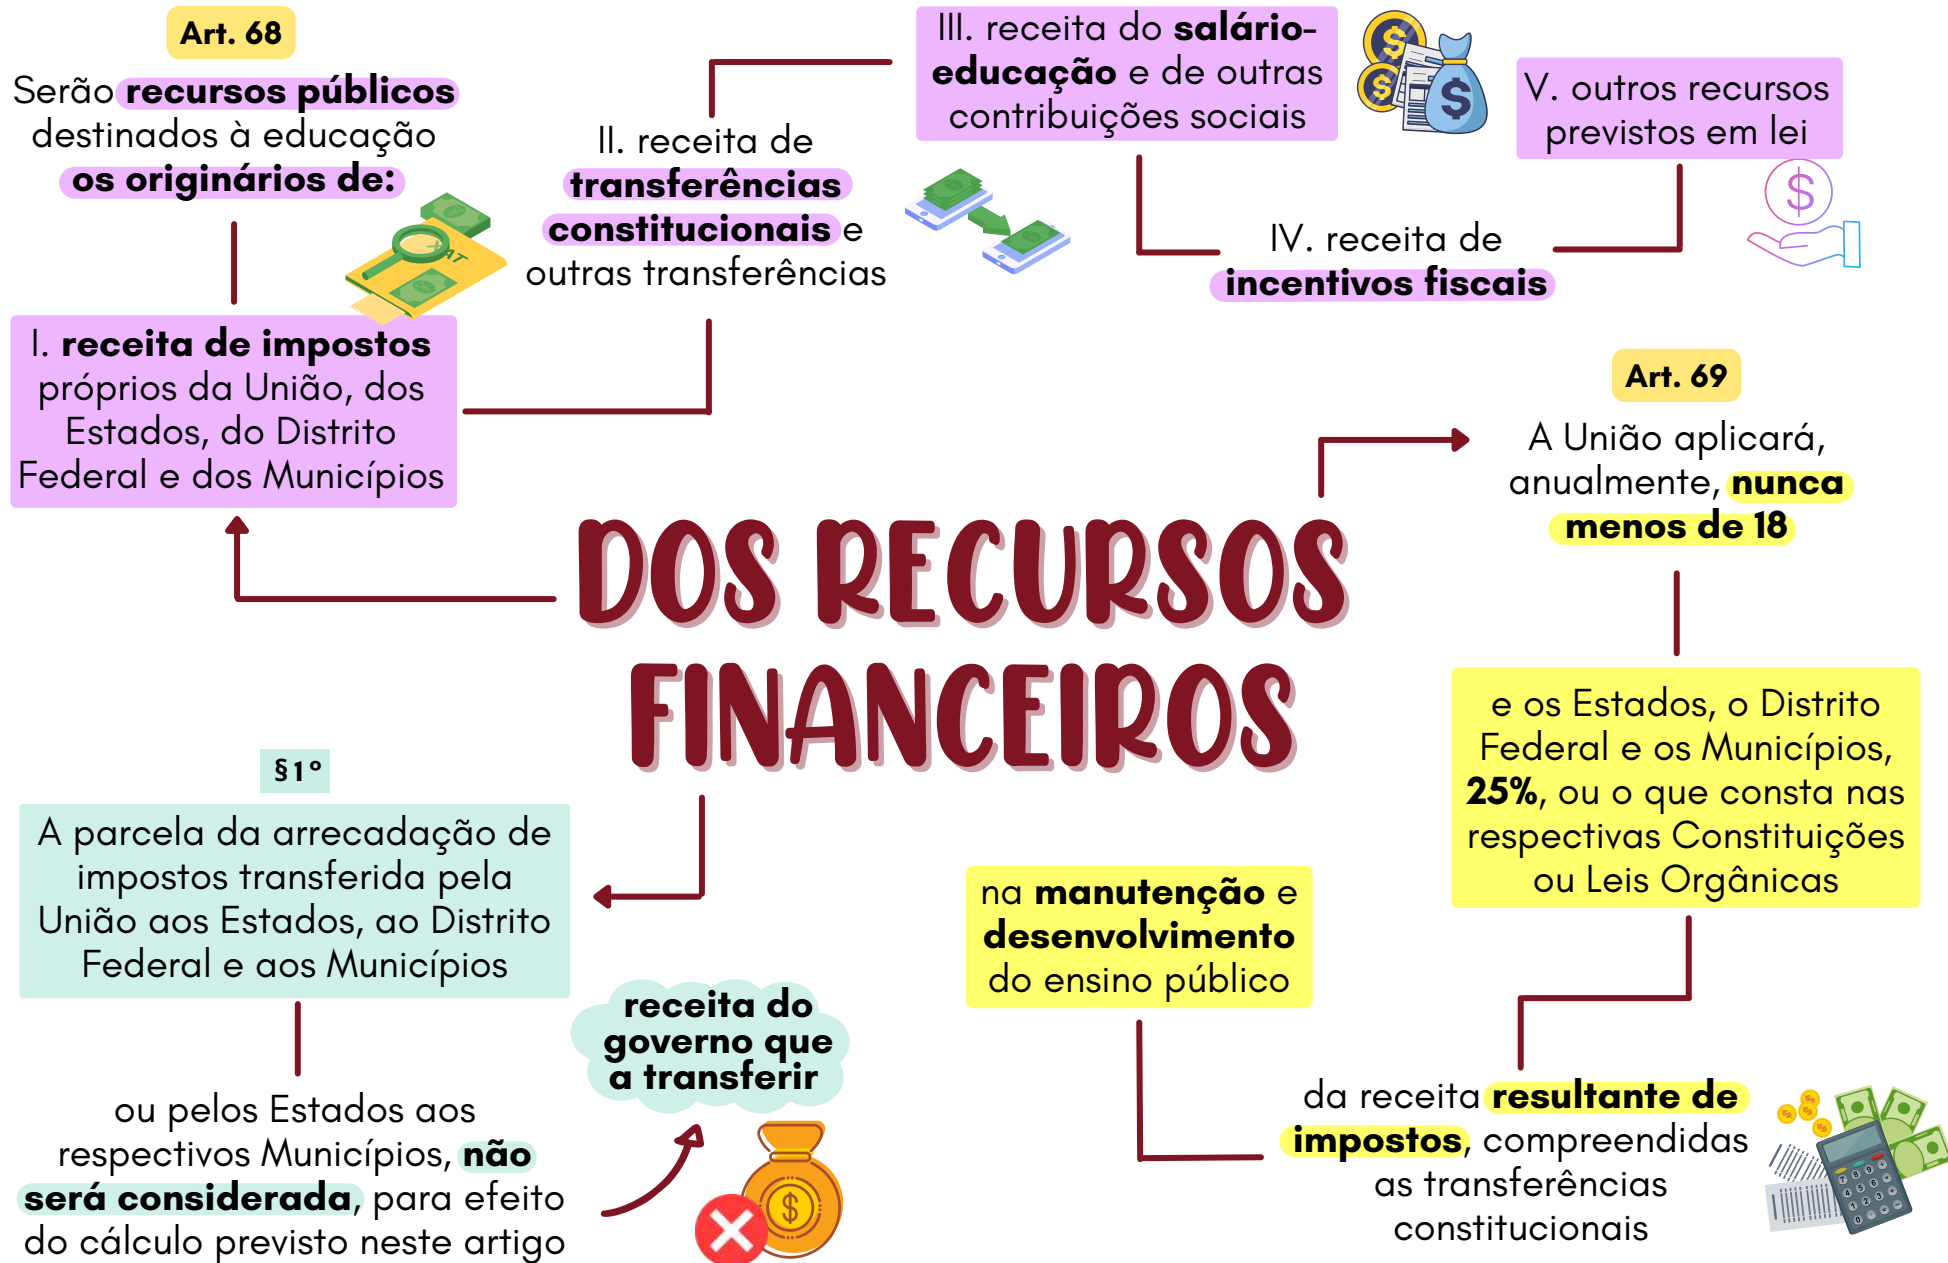 Art. 68
Serão recursos públicos
destinados à educação
os originários de:
I. receita de impostos
próprios da União, dos
Estados, do Distrito
Federal e dos Municípios
II. receita de
transferências
constitucionais e
outras transferências
III. receita do salário-
educação e de outras
contribuições sociais
IV. receita de
incentivos fiscais
V. outros recursos
previstos em lei
DOS RECURSOS
FINANCEIROS
Art. 69
A União aplicará,
anualmente, nunca
menos de 18
e os Estados, o Distrito
Federal e os Municípios,
25%, ou o que consta nas
respectivas Constituições
ou Leis Orgânicas
da receita resultante de
impostos, compreendidas
as transferências
constitucionais
na manutenção e
desenvolvimento
do ensino público
§1º
A parcela da arrecadação de
impostos transferida pela
União aos Estados, ao Distrito
Federal e aos Municípios
ou pelos Estados aos
respectivos Municípios, não
será considerada, para efeito
do cálculo previsto neste artigo
receita do
governo que
a transferir